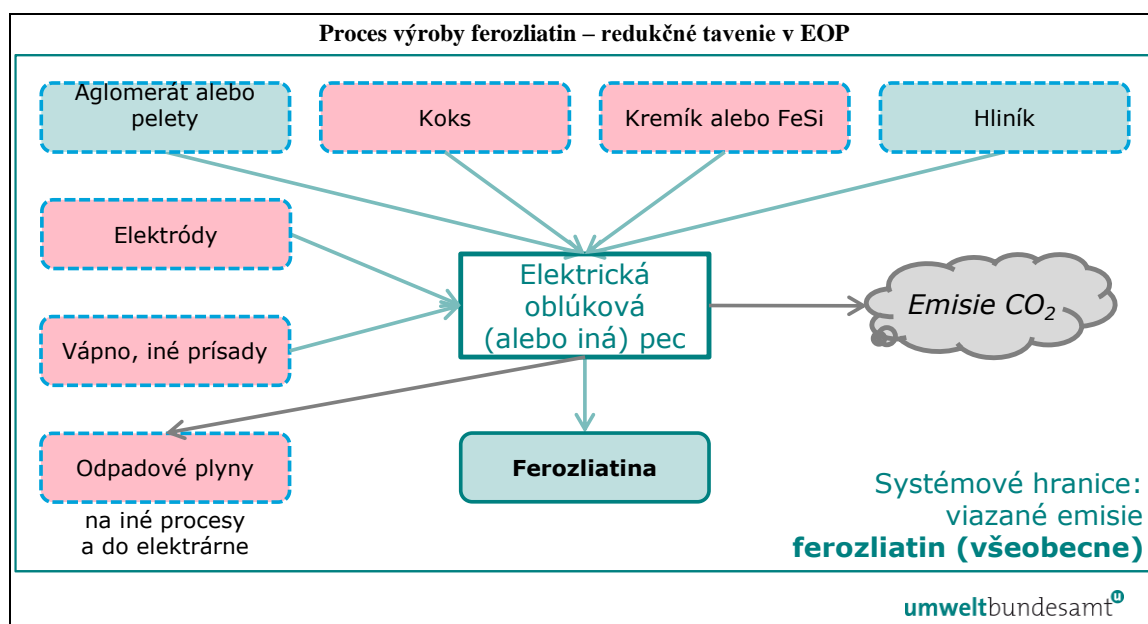 Proces výroby ferozliatin – redukčné tavenie v EOP
Aglomerát alebo
pelety
Koks
Kremík alebo FeSi
Hliník
Elektródy
Elektrická
oblúková
(alebo iná) pec
Emisie CO₂
Vápno, iné prísady
Odpadové plyny
na iné procesy
a do elektrárne
Ferozliatina
Systémové hranice:
viazané emisie
ferozliatin (všeobecne)
umweltbundesamt